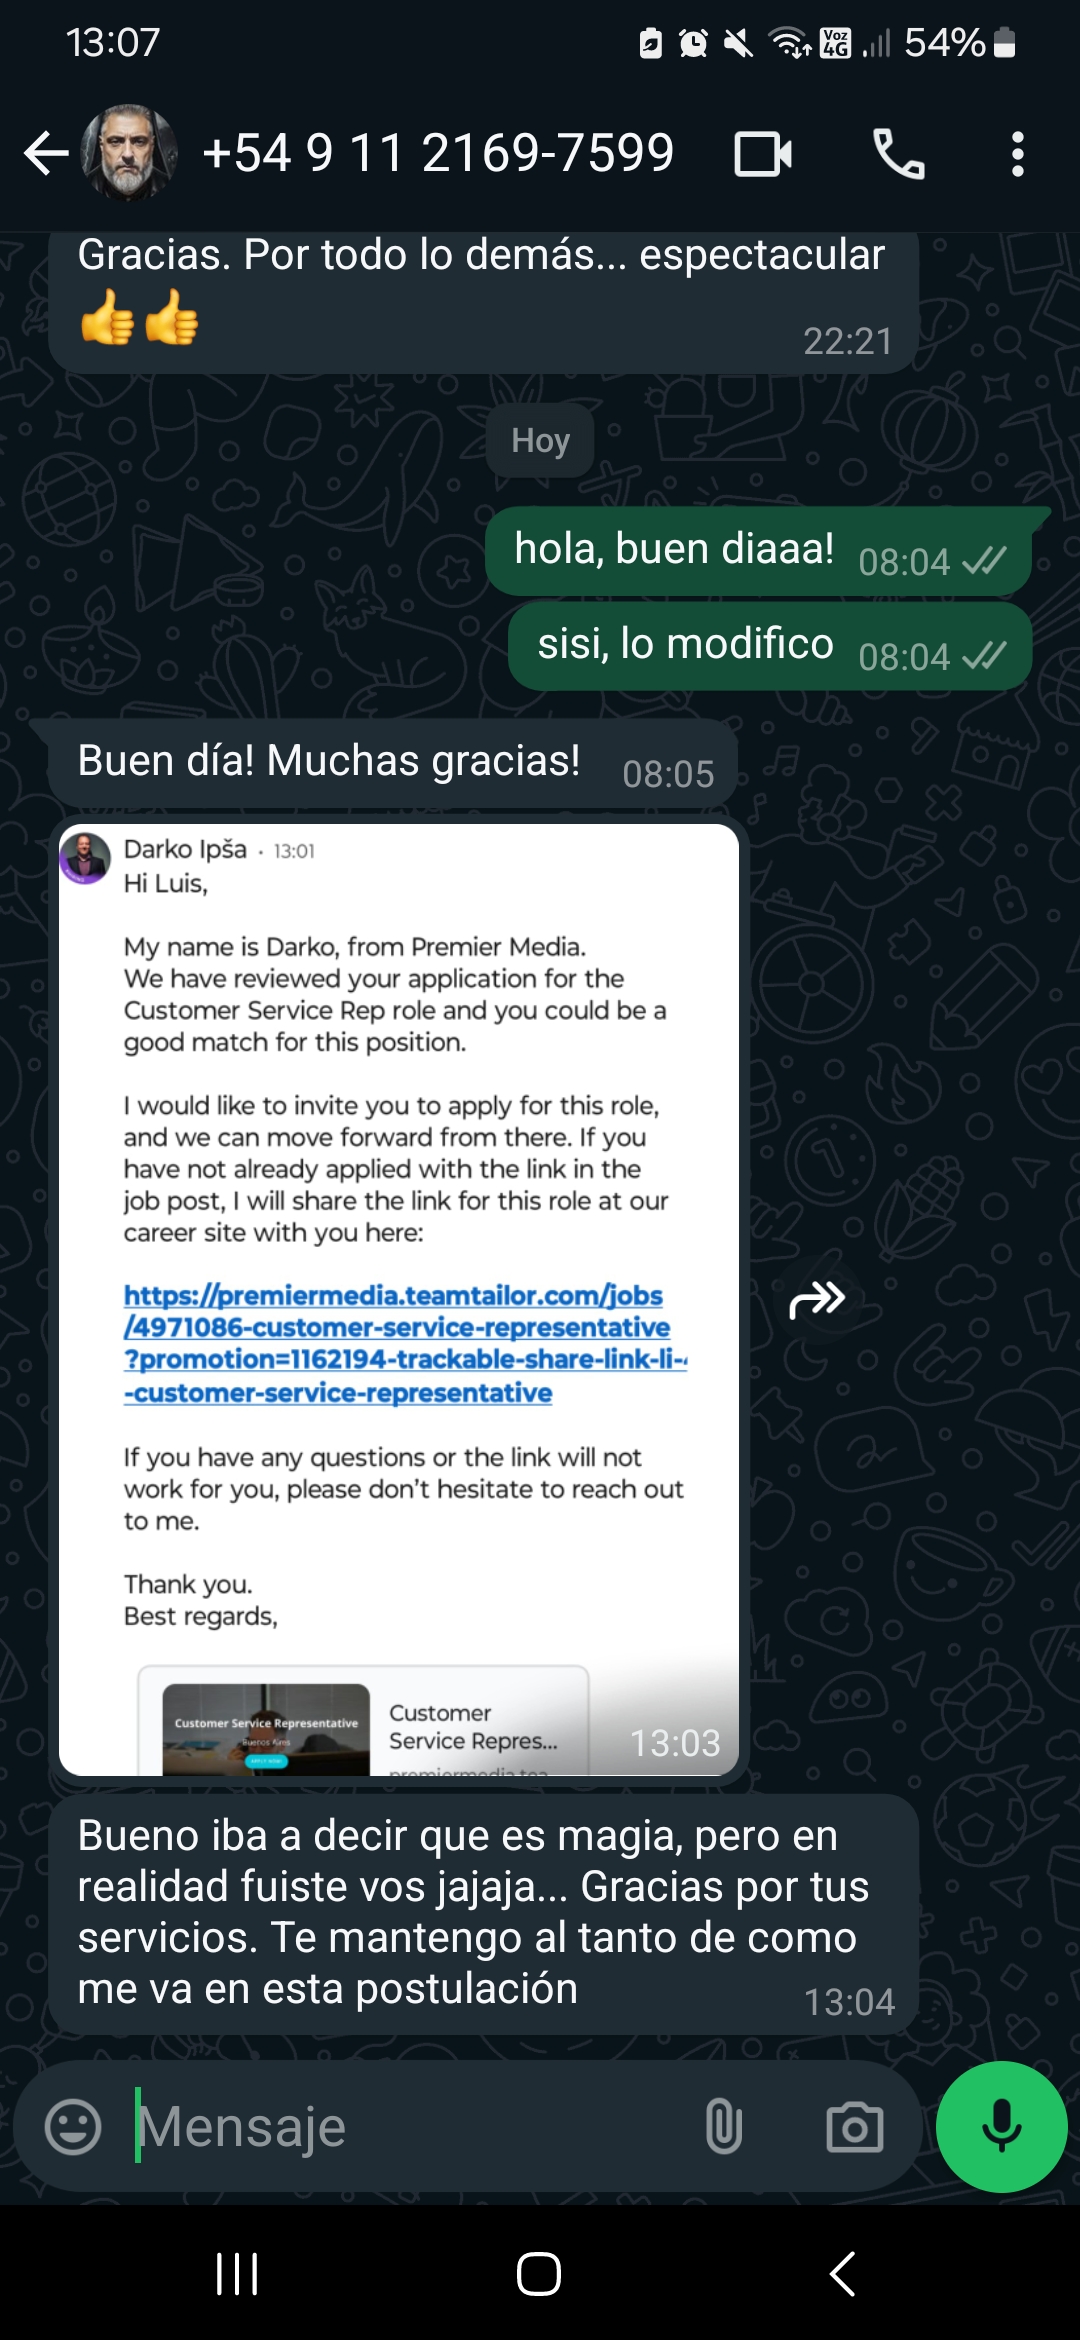 13:07
Voz
4G
54%
+54 9 11 2169-7599
Gracias. Por todo lo demás... espectacular
👍👍
22:21
Hoy
hola, buen diaaa! 08:04
sisi, lo modifico 08:04
Buen día! Muchas gracias! 08:05
Darko Ipša · 13:01
Hi Luis,
My name is Darko, from Premier Media.
We have reviewed your application for the
Customer Service Rep role and you could be a
good match for this position.
I would like to invite you to apply for this role,
and we can move forward from there. If you
have not already applied with the link in the
job post, I will share the link for this role at our
career site with you here:
https://premiermedia.teamtailor.com/jobs
/4971086-customer-service-representative
?promotion=1162194-trackable-share-link-li-
-customer-service-representative
If you have any questions or the link will not
work for you, please don’t hesitate to reach out
to me.
Thank you.
Best regards,
Customer Service Representative
Buenos Aires
APPLY NOW!
Customer
Service Repres...
premiermedia.tea...
13:03
Bueno iba a decir que es magia, pero en
realidad fuiste vos jajaja... Gracias por tus
servicios. Te mantengo al tanto de como
me va en esta postulación
13:04
Mensaje